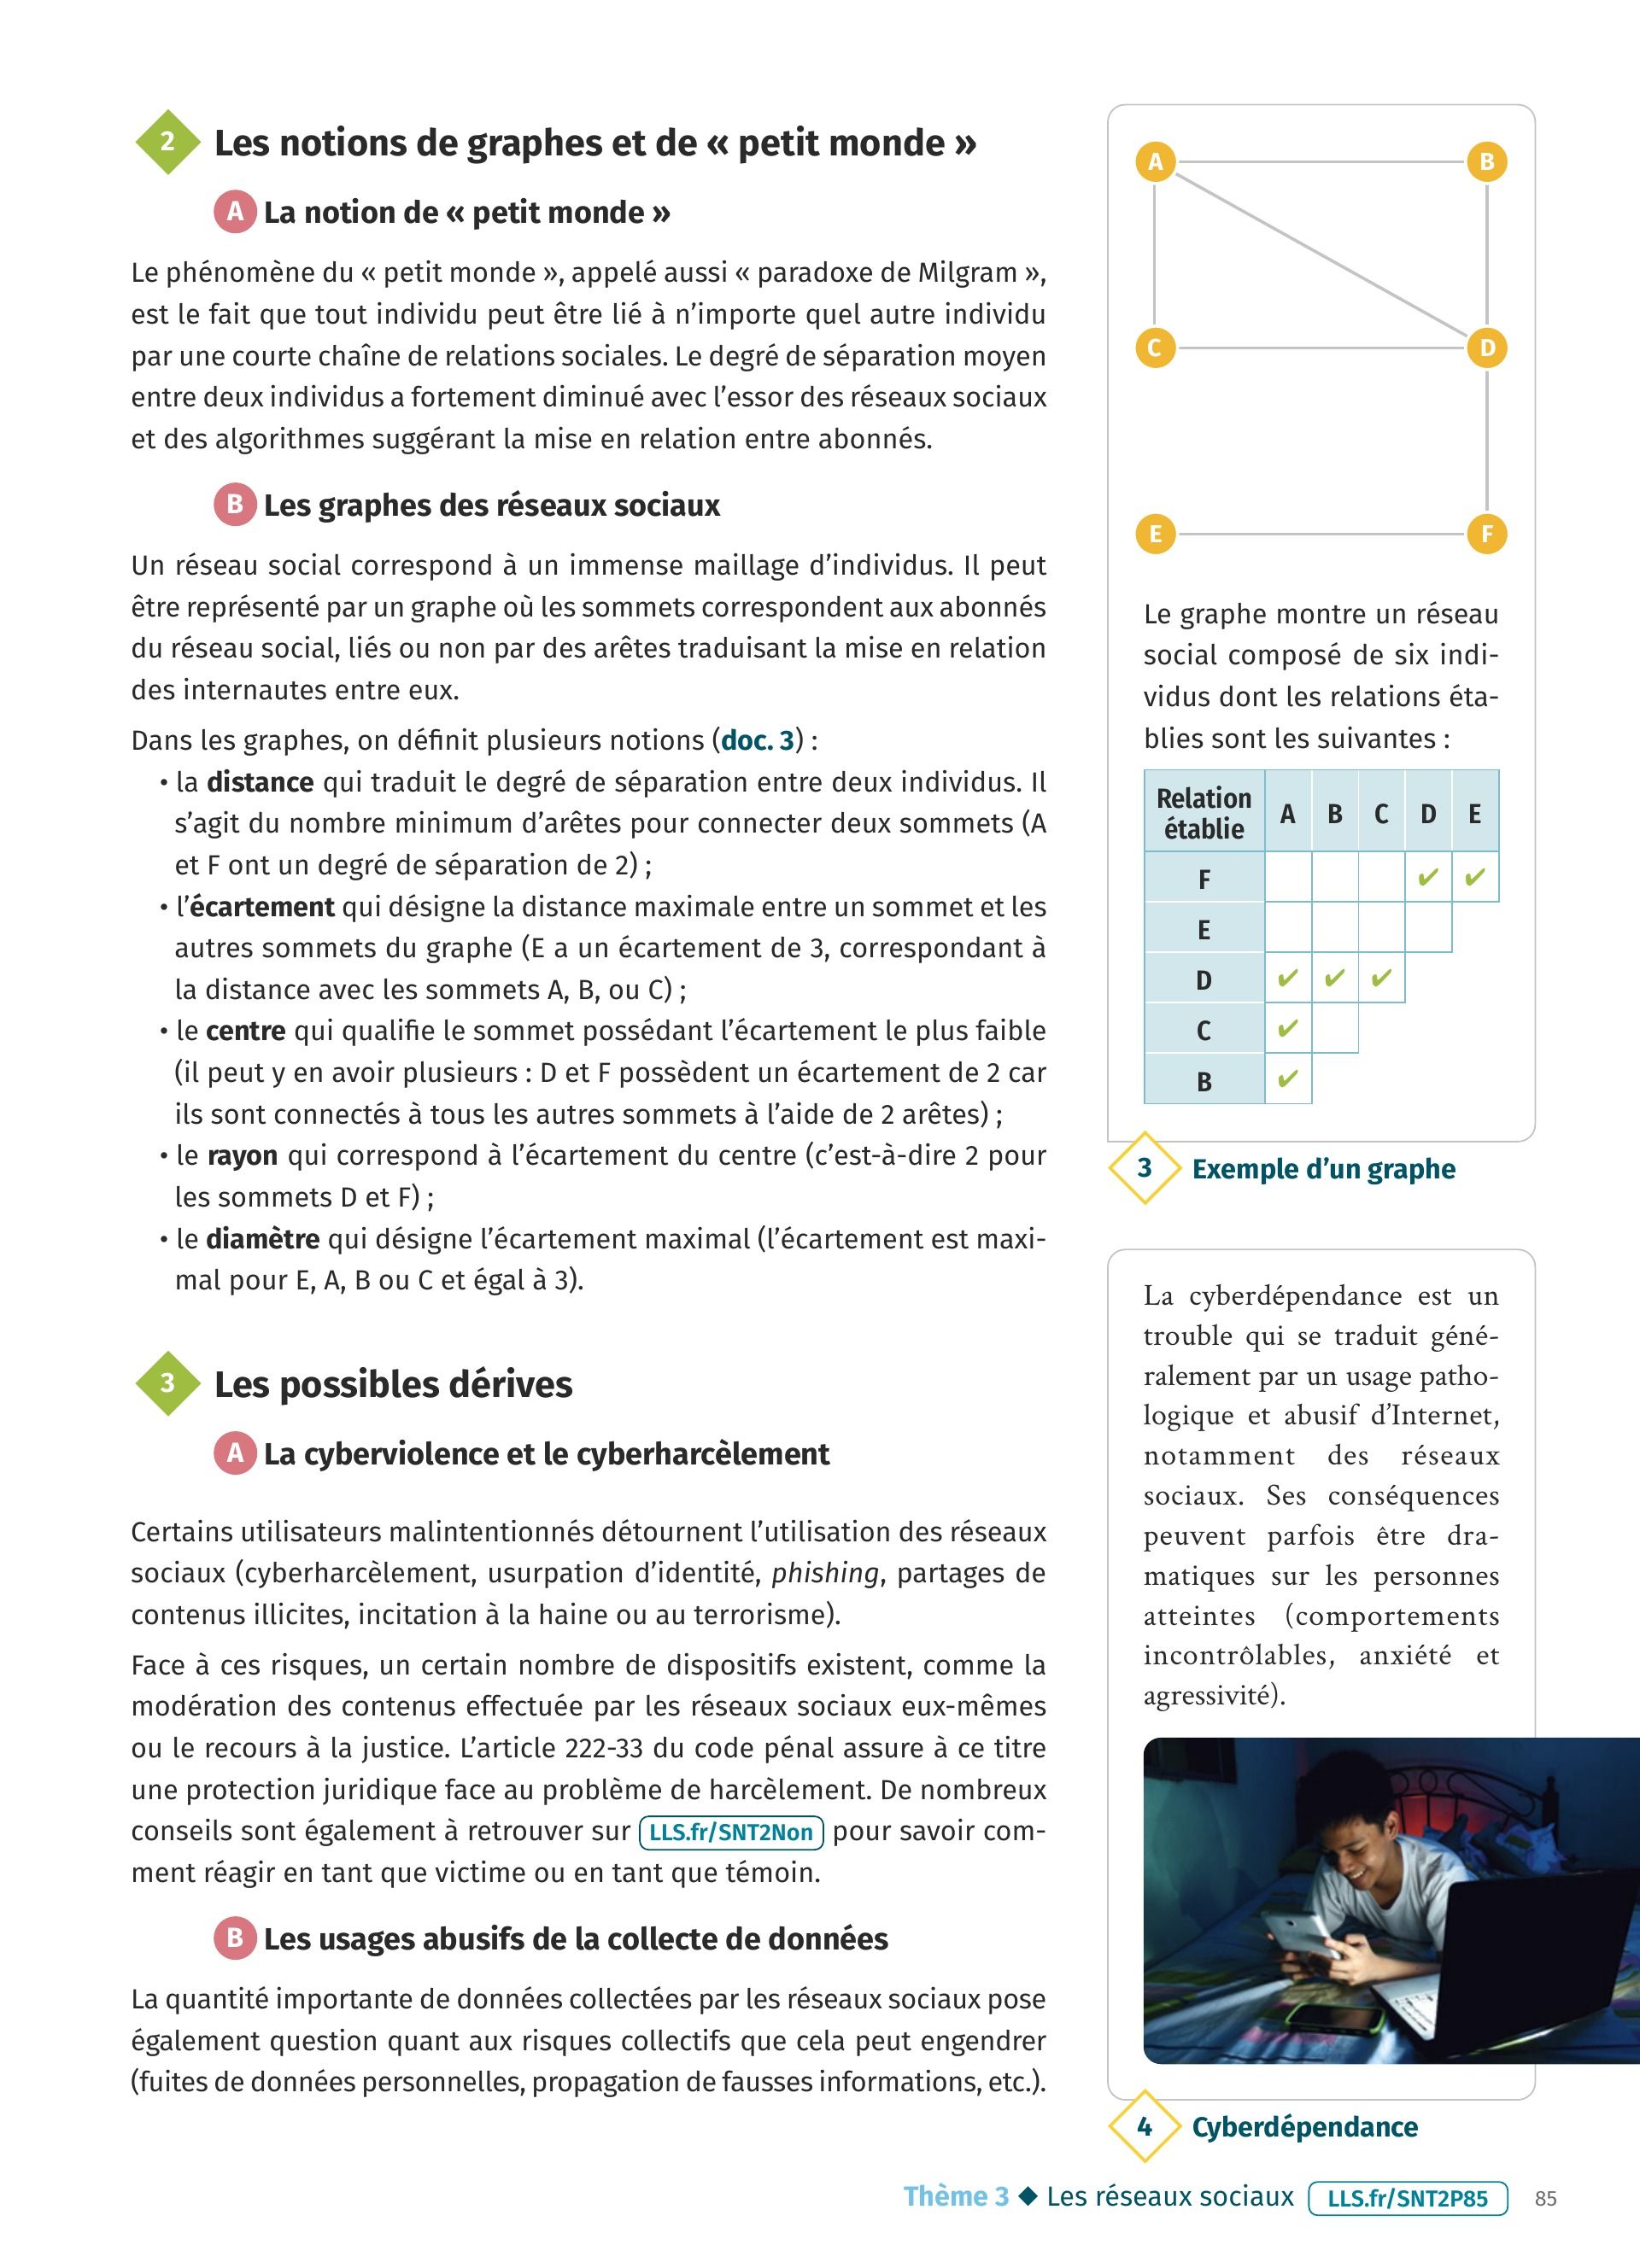 2 Les notions de graphes et de « petit monde »
A La notion de « petit monde »
Le phénomène du « petit monde », appelé aussi « paradoxe de Milgram »,
est le fait que tout individu peut être lié à n’importe quel autre individu
par une courte chaîne de relations sociales. Le degré de séparation moyen
entre deux individus a fortement diminué avec l’essor des réseaux sociaux
et des algorithmes suggérant la mise en relation entre abonnés.
B Les graphes des réseaux sociaux
Un réseau social correspond à un immense maillage d’individus. Il peut
être représenté par un graphe où les sommets correspondent aux abonnés
du réseau social, liés ou non par des arêtes traduisant la mise en relation
des internautes entre eux.
Dans les graphes, on définit plusieurs notions (doc. 3) :
• la distance qui traduit le degré de séparation entre deux individus. Il
s’agit du nombre minimum d’arêtes pour connecter deux sommets (A
et F ont un degré de séparation de 2) ;
• l’écartement qui désigne la distance maximale entre un sommet et les
autres sommets du graphe (E a un écartement de 3, correspondant à
la distance avec les sommets A, B, ou C) ;
• le centre qui qualifie le sommet possédant l’écartement le plus faible
(il peut y en avoir plusieurs : D et F possèdent un écartement de 2 car
ils sont connectés à tous les autres sommets à l’aide de 2 arêtes) ;
• le rayon qui correspond à l’écartement du centre (c’est-à-dire 2 pour
les sommets D et F) ;
• le diamètre qui désigne l’écartement maximal (l’écartement est maxi-
mal pour E, A, B ou C et égal à 3).
3 Les possibles dérives
A La cyberviolence et le cyberharcèlement
Certains utilisateurs malintentionnés détournent l’utilisation des réseaux
sociaux (cyberharcèlement, usurpation d’identité, phishing, partages de
contenus illicites, incitation à la haine ou au terrorisme).
Face à ces risques, un certain nombre de dispositifs existent, comme la
modération des contenus effectuée par les réseaux sociaux eux-mêmes
ou le recours à la justice. L’article 222-33 du code pénal assure à ce titre
une protection juridique face au problème de harcèlement. De nombreux
conseils sont également à retrouver sur LLS.fr/SNT2Non pour savoir com-
ment réagir en tant que victime ou en tant que témoin.
B Les usages abusifs de la collecte de données
La quantité importante de données collectées par les réseaux sociaux pose
également question quant aux risques collectifs que cela peut engendrer
(fuites de données personnelles, propagation de fausses informations, etc.).
A B
C D
E F
Le graphe montre un réseau
social composé de six indi-
vidus dont les relations éta-
blies sont les suivantes :
Relation
établie A B C D E
F ✔ ✔
E
D ✔ ✔ ✔
C ✔
B ✔
3 Exemple d’un graphe
La cyberdépendance est un
trouble qui se traduit géné-
ralement par un usage patho-
logique et abusif d’Internet,
notamment des réseaux
sociaux. Ses conséquences
peuvent parfois être dra-
matiques sur les personnes
atteintes (comportements
incontrôlables, anxiété et
agressivité).
4 Cyberdépendance
Thème 3 ◆ Les réseaux sociaux LLS.fr/SNT2P85 85